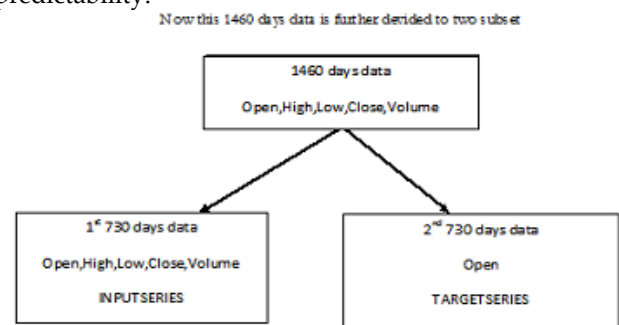 predictability.
Now this 1460 days data is further devided to two subset
1460 days data
Open,High,Low,Close,Volume
1st 730 days data
Open,High,Low,Close,Volume
INPUTSERIES
2nd 730 days data
Open
TARGETSERIES